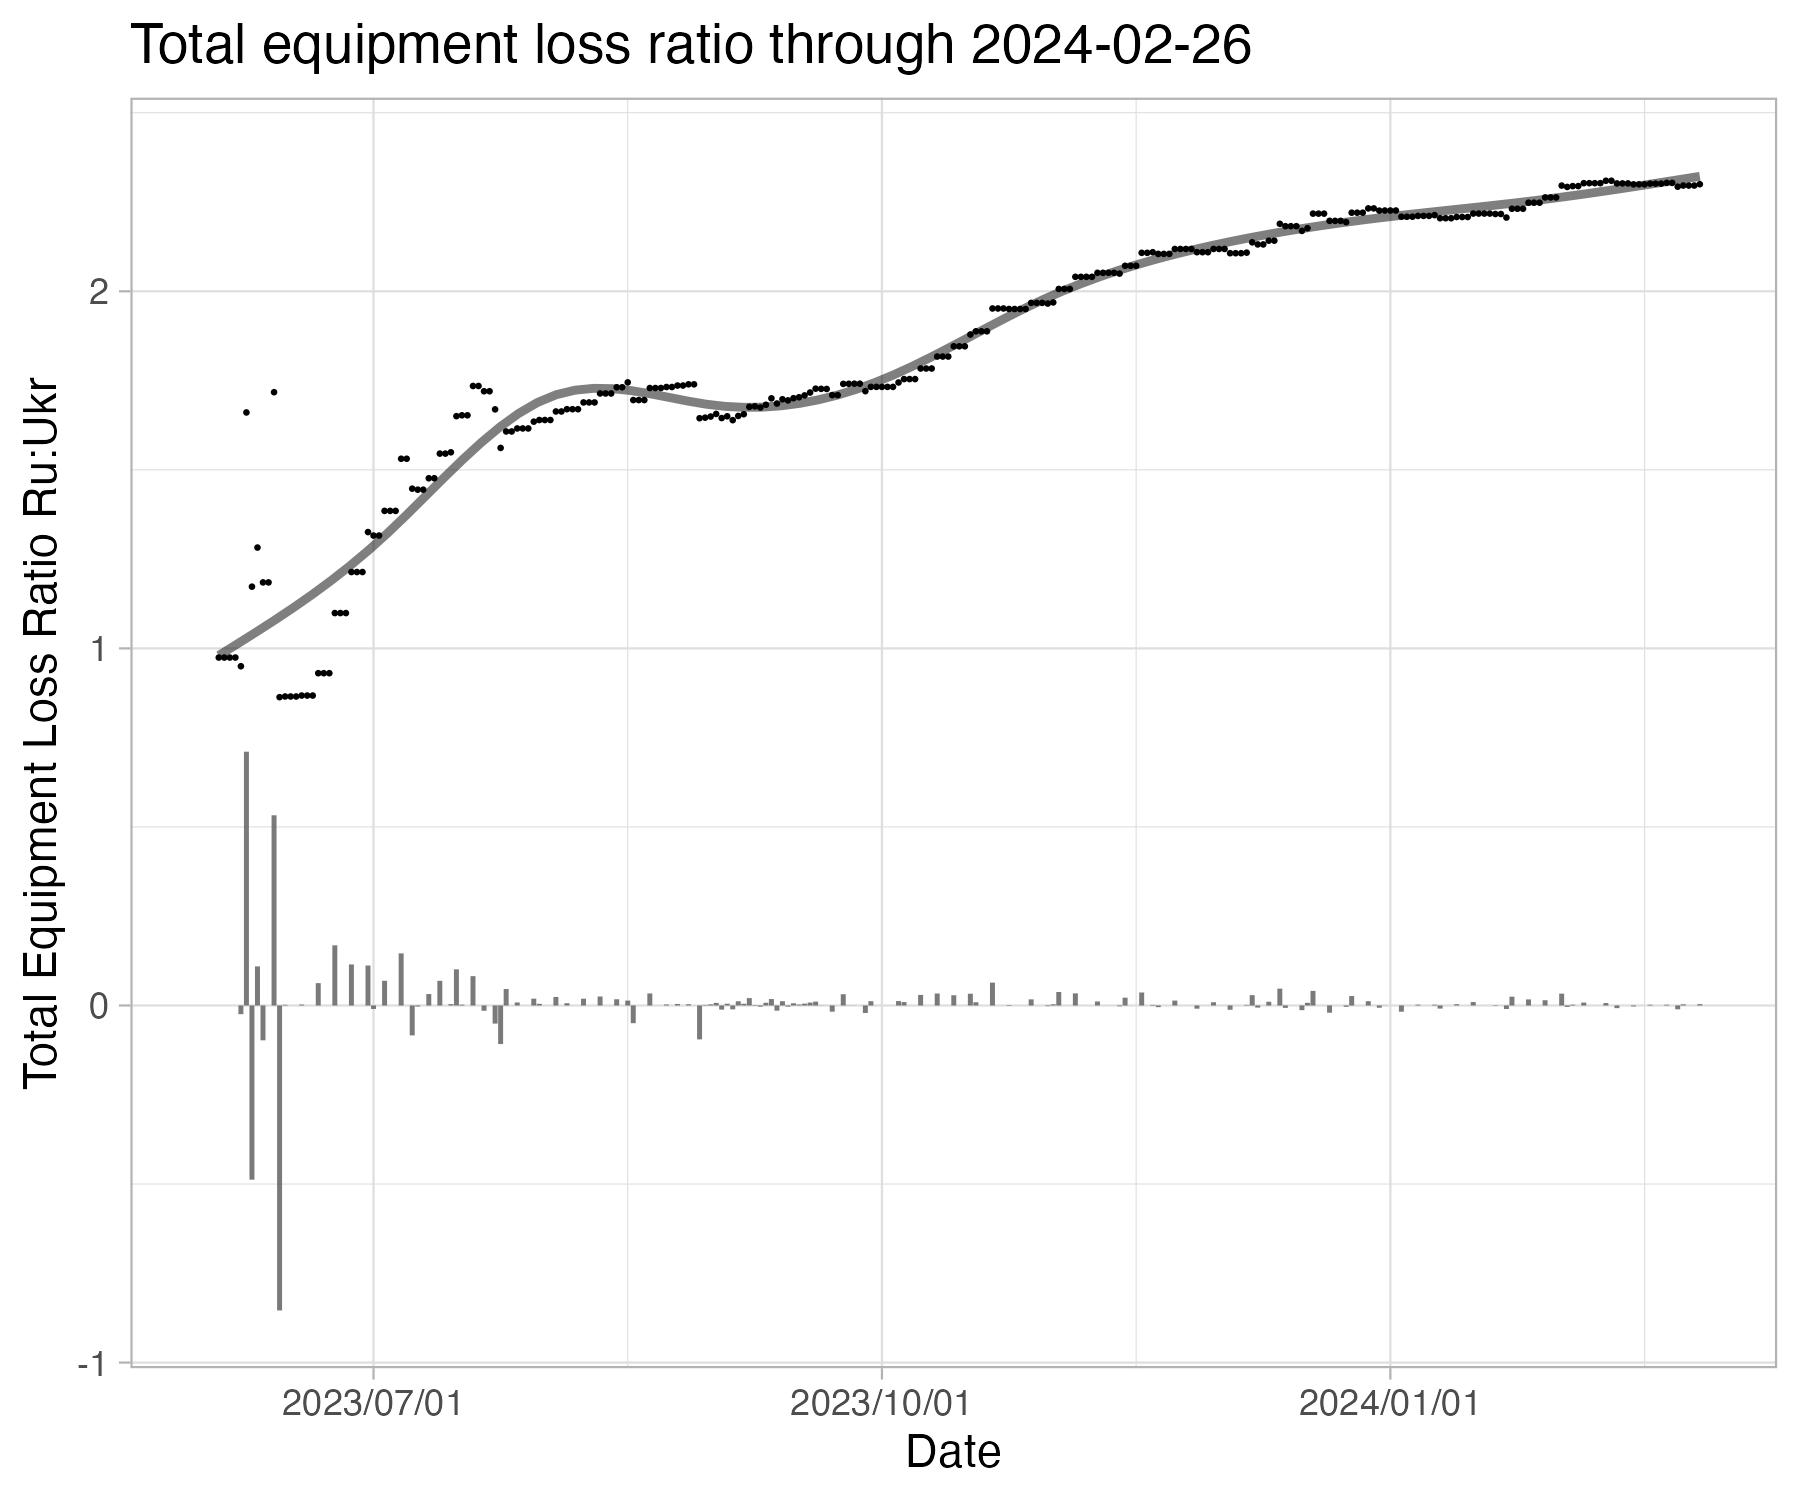 Total equipment loss ratio through 2024-02-26
Total Equipment Loss Ratio Ru:Ukr
2
1
0
-1
2023/07/01
2023/10/01
2024/01/01
Date